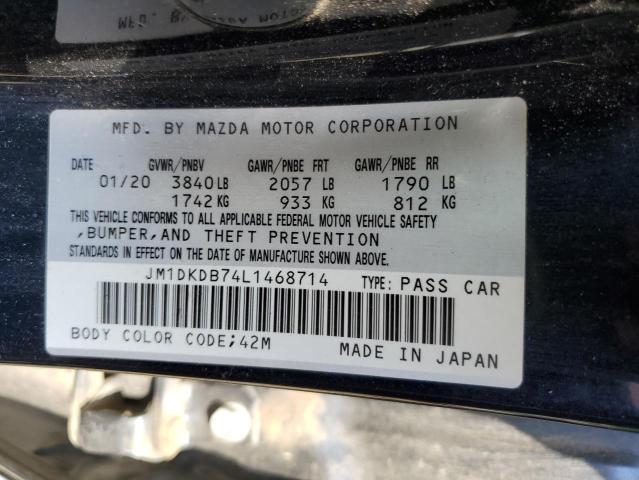 MFD. BY MAZDA MOTOR CORPORATION
DATE GVWR/PNBV GAWR/PNBE FRT GAWR/PNBE RR
01/20 3840 LB 2057 LB 1790 LB
1742 KG 933 KG 812 KG
THIS VEHICLE CONFORMS TO ALL APPLICABLE FEDERAL MOTOR VEHICLE SAFETY
,BUMPER,AND THEFT PREVENTION
STANDARDS IN EFFECT ON THE DATE OF MANUFACTURE SHOWN ABOVE.
JM1DKDB74L1468714 TYPE: PASS CAR
BODY COLOR CODE;42M MADE IN JAPAN